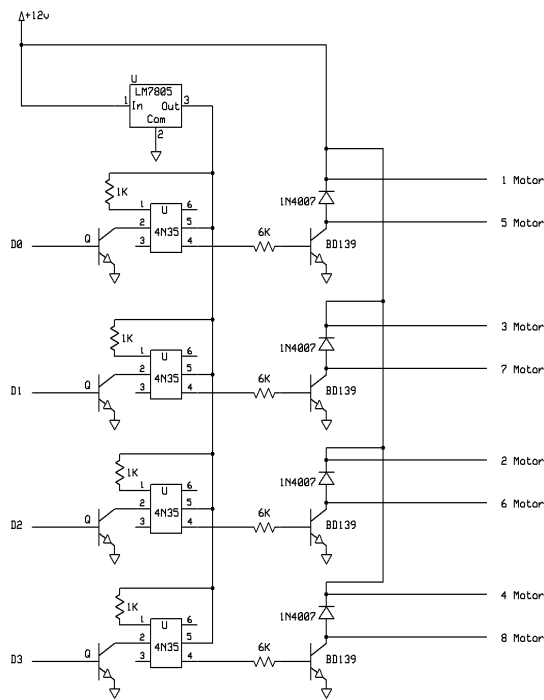 +12v
U
LM7805
1 In Out 3
Com
2
1K
1 U 6
2 5
4N35
3 4
D0 Q
6K
1N4007
BD139
1 Motor
5 Motor
1K
1 U 6
2 5
4N35
3 4
D1 Q
6K
1N4007
BD139
3 Motor
7 Motor
1K
1 U 6
2 5
4N35
3 4
D2 Q
6K
1N4007
BD139
2 Motor
6 Motor
1K
1 U 6
2 5
4N35
3 4
D3 Q
6K
1N4007
BD139
4 Motor
8 Motor